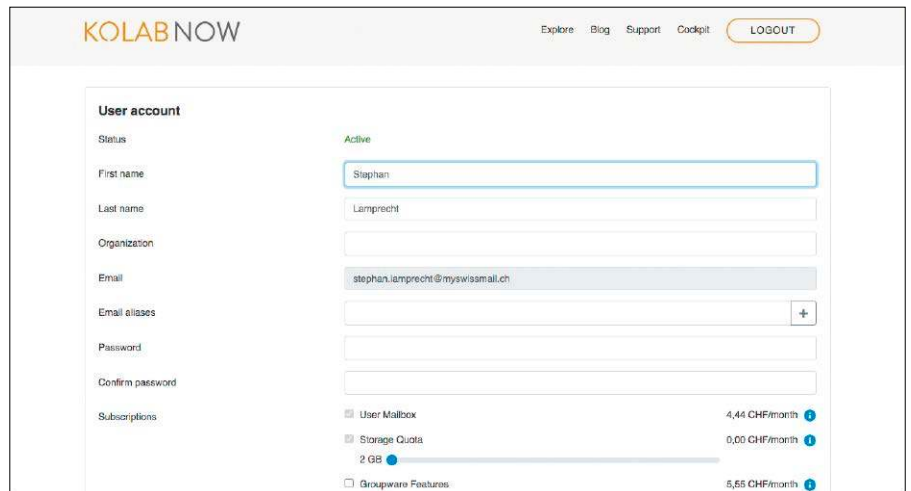 KOLABNOW Explore Blog Support Cockpit LOGOUT
User account
Status Active
First name Stephan
Last name Lamprecht
Organization
Email stephan.lamprecht@myswissmail.ch
Email aliases +
Password
Confirm password
Subscriptions User Mailbox 4,44 CHF/month i
Storage Quota 0,00 CHF/month i
2 GB
Groupware Features 5,55 CHF/month i